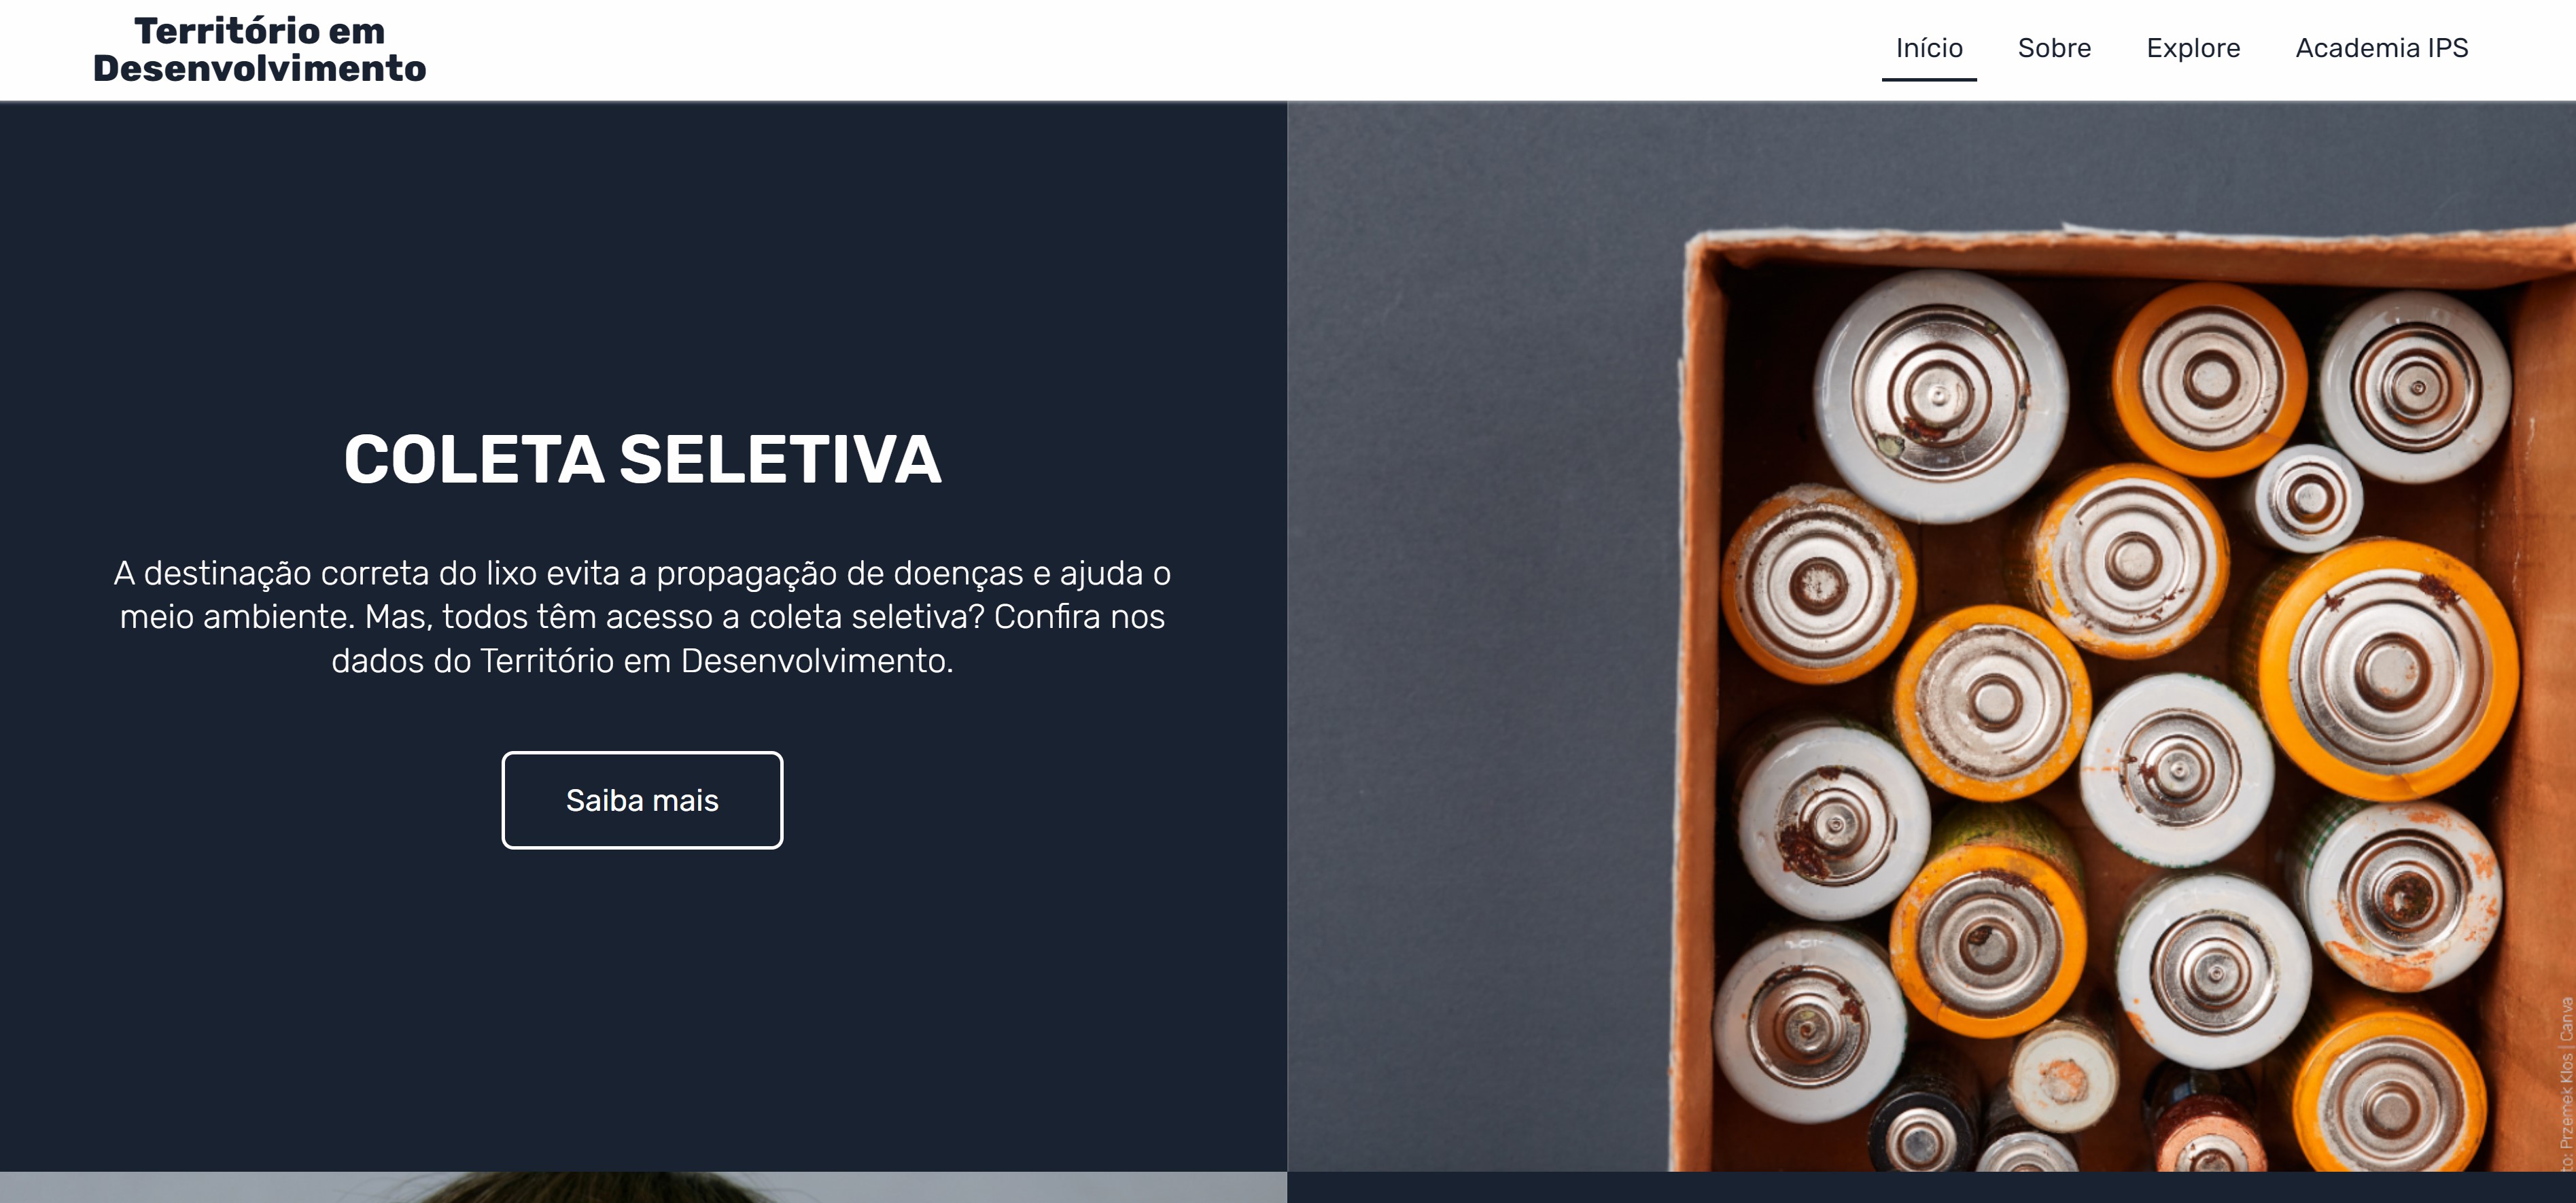 Território em
Desenvolvimento
Início Sobre Explore Academia IPS
COLETA SELETIVA
A destinação correta do lixo evita a propagação de doenças e ajuda o
meio ambiente. Mas, todos têm acesso a coleta seletiva? Confira nos
dados do Território em Desenvolvimento.
Saiba mais
Przemek Klos | Canva